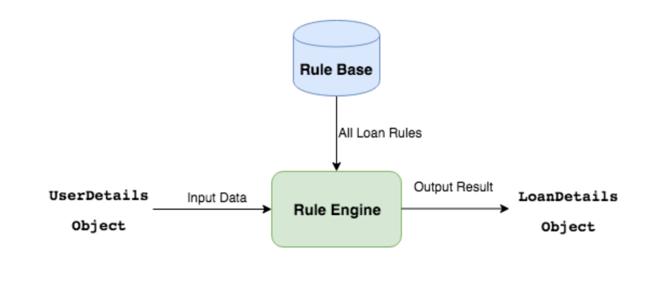 Rule Base
All Loan Rules
UserDetails
Object
Input Data
Rule Engine
Output Result
LoanDetails
Object